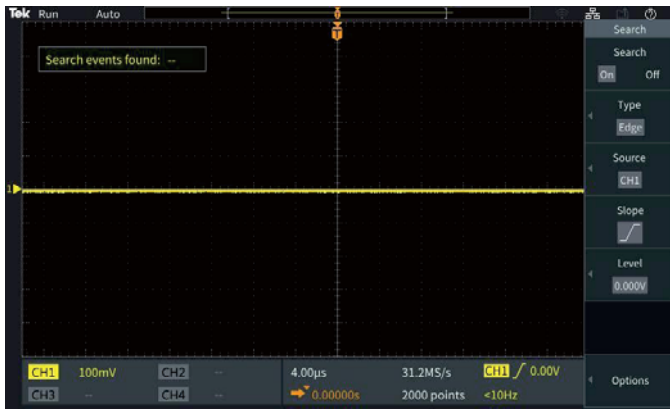 Tek Run Auto
T
Search events found: --
1
Search
Search
On Off
Type
Edge
Source
CH1
Slope
Level
0.000V
Options
CH1 100mV CH2 -- 4.00µs 31.2MS/s CH1 0.00V
CH3 -- CH4 -- 0.00000s 2000 points <10Hz